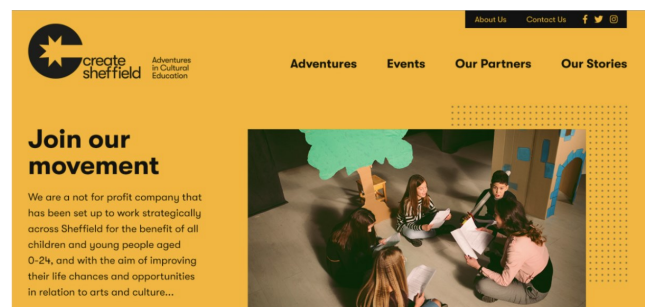 About Us Contact Us
create
sheffield
Adventures
in Cultural
Education
Adventures Events Our Partners Our Stories
Join our
movement
We are a not for profit company that
has been set up to work strategically
across Sheffield for the benefit of all
children and young people aged
0-24, and with the aim of improving
their life chances and opportunities
in relation to arts and culture...